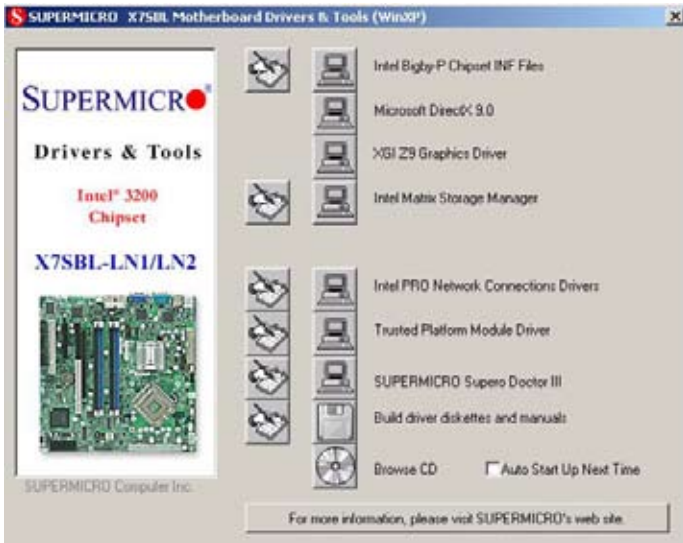 SUPERMICRO X7SBL Motherboard Drivers & Tools (WinXP)
SUPERMICRO®
Drivers & Tools
Intel® 3200
Chipset
X7SBL-LN1/LN2
SUPERMICRO Computer Inc.
Intel Bigby-P Chipset INF Files
Microsoft DirectX 9.0
XGI Z9 Graphics Driver
Intel Matrix Storage Manager
Intel PRO Network Connections Drivers
Trusted Platform Module Driver
SUPERMICRO Supero Doctor III
Build driver diskettes and manuals
Browse CD
Auto Start Up Next Time
For more information, please visit SUPERMICRO's web site.